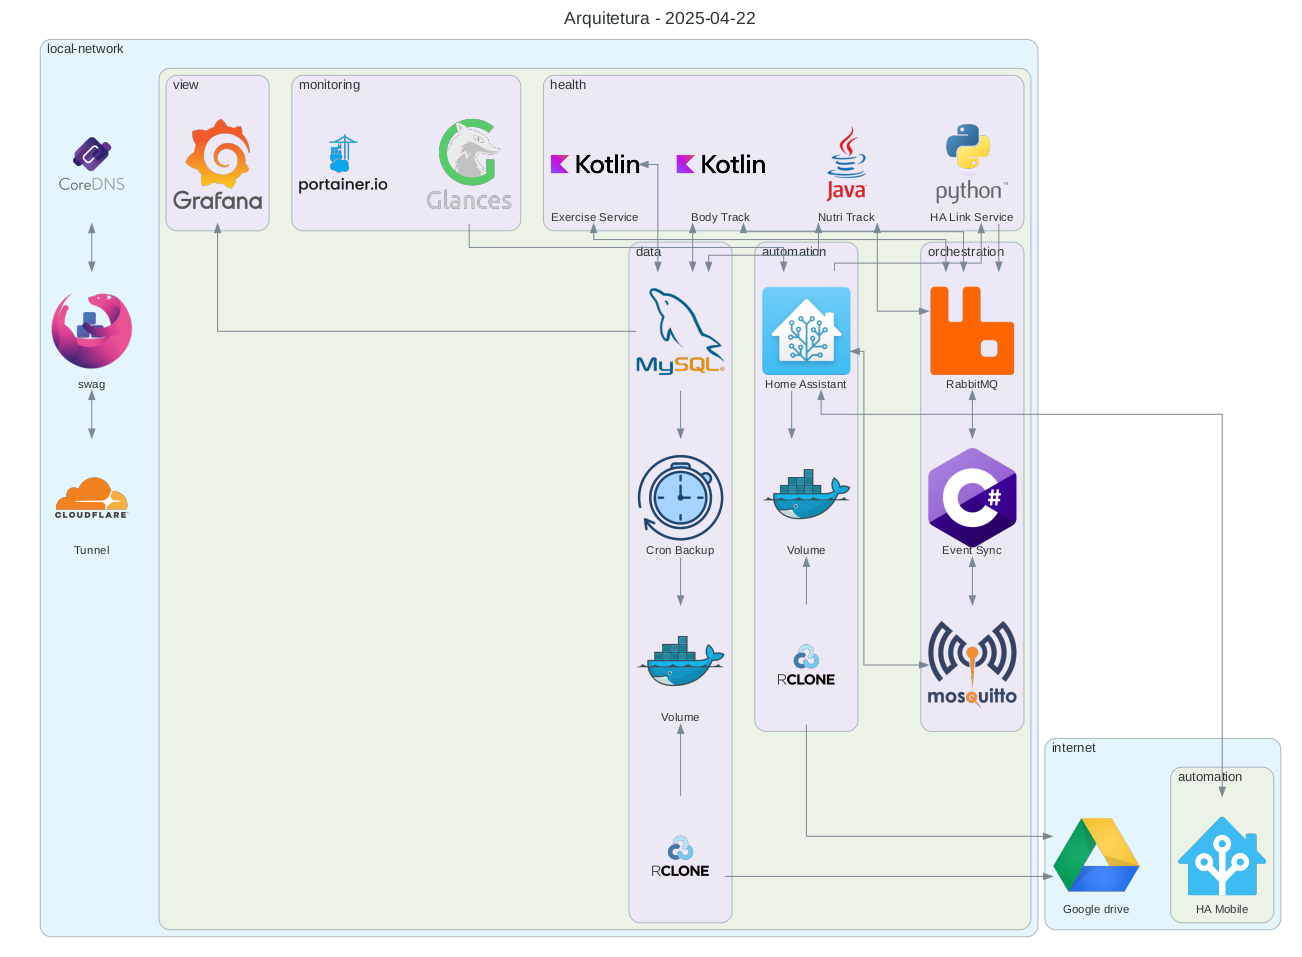 Arquitetura - 2025-04-22
local-network
view
monitoring
health
CoreDNS
Grafana
portainer.io
Glances
Kotlin
Kotlin
Java
python™
Exercise Service
Body Track
Nutri Track
HA Link Service
data
automation
orchestration
MySQL®
swag
Home Assistant
RabbitMQ
CLOUDFLARE
C#
Tunnel
Cron Backup
Volume
Event Sync
RCLONE
mosquitto
Volume
internet
automation
RCLONE
Google drive
HA Mobile